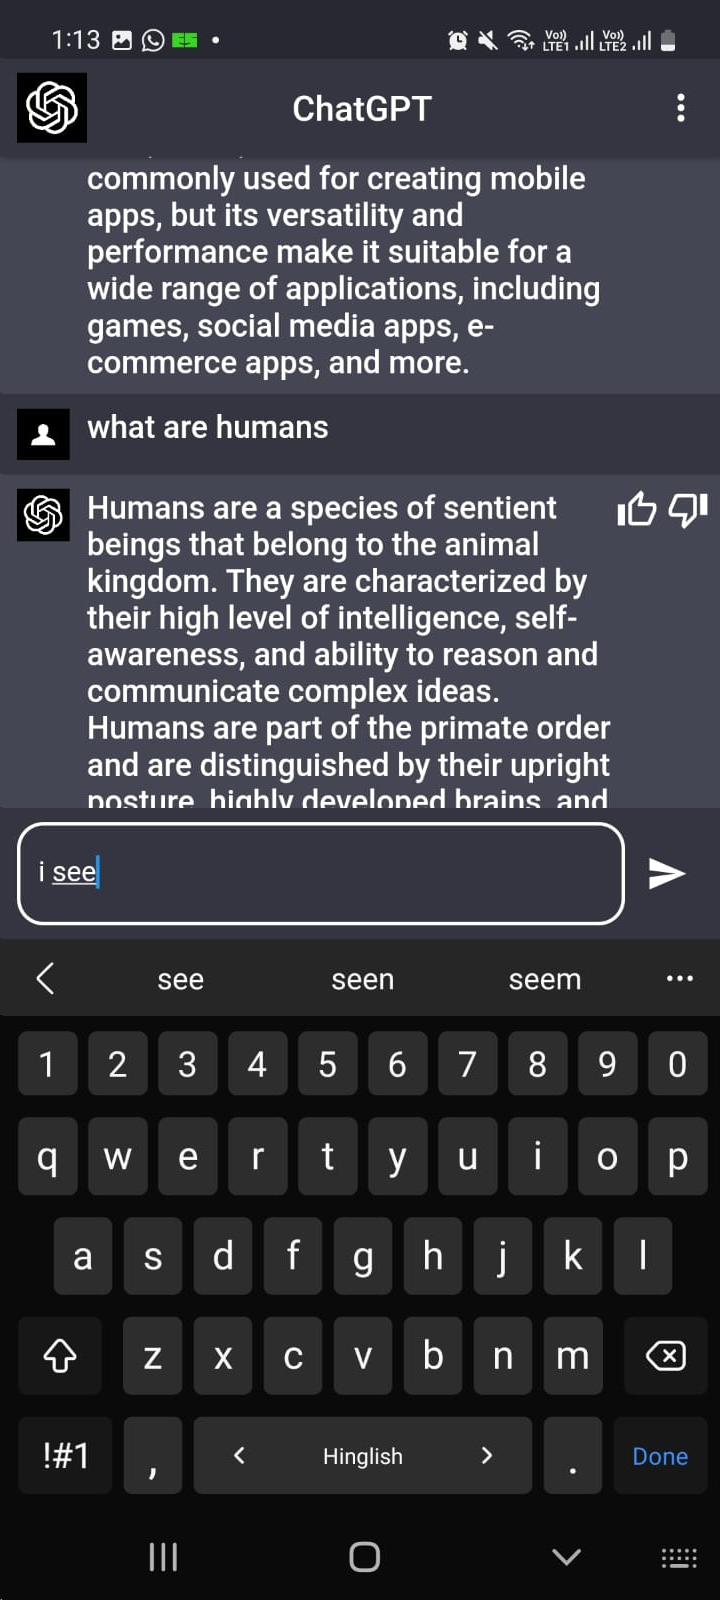 1:13
Vo)) LTE1 Vo)) LTE2
ChatGPT
commonly used for creating mobile
apps, but its versatility and
performance make it suitable for a
wide range of applications, including
games, social media apps, e-
commerce apps, and more.
what are humans
Humans are a species of sentient
beings that belong to the animal
kingdom. They are characterized by
their high level of intelligence, self-
awareness, and ability to reason and
communicate complex ideas.
Humans are part of the primate order
and are distinguished by their upright
posture, highly developed brains, and
i see
see seen seem ...
1 2 3 4 5 6 7 8 9 0
q w e r t y u i o p
a s d f g h j k l
z x c v b n m
!#1 , < Hinglish > . Done